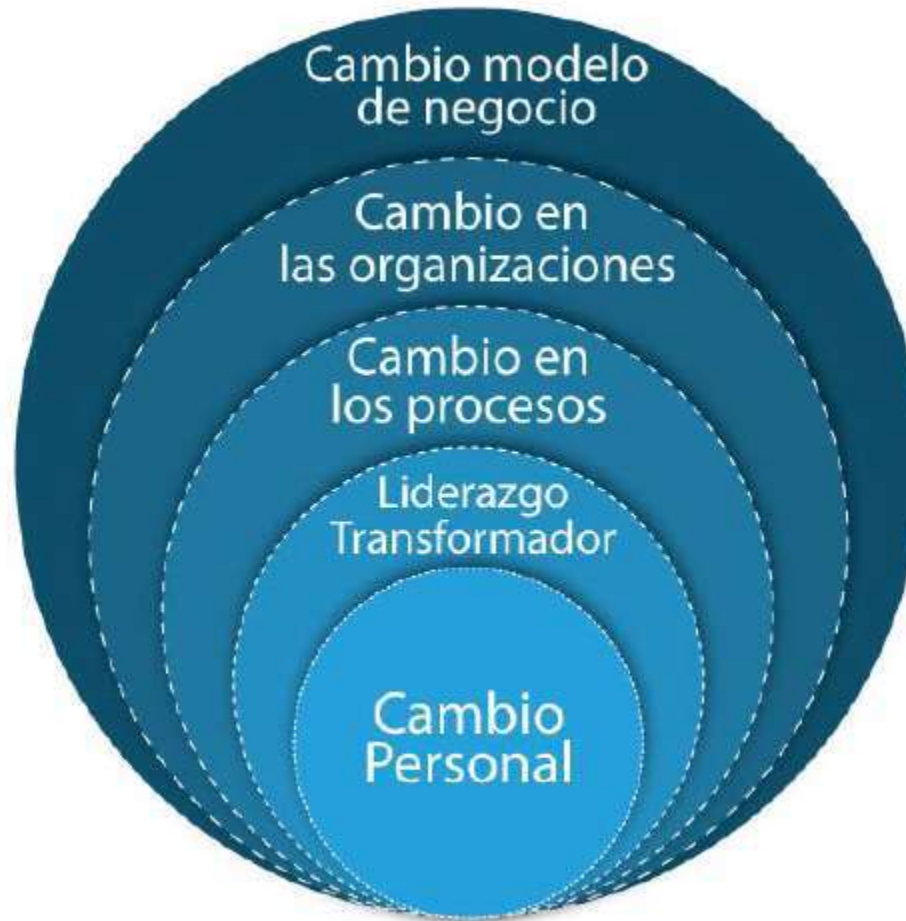 Cambio modelo
de negocio
Cambio en
las organizaciones
Cambio en
los procesos
Liderazgo
Transformador
Cambio
Personal